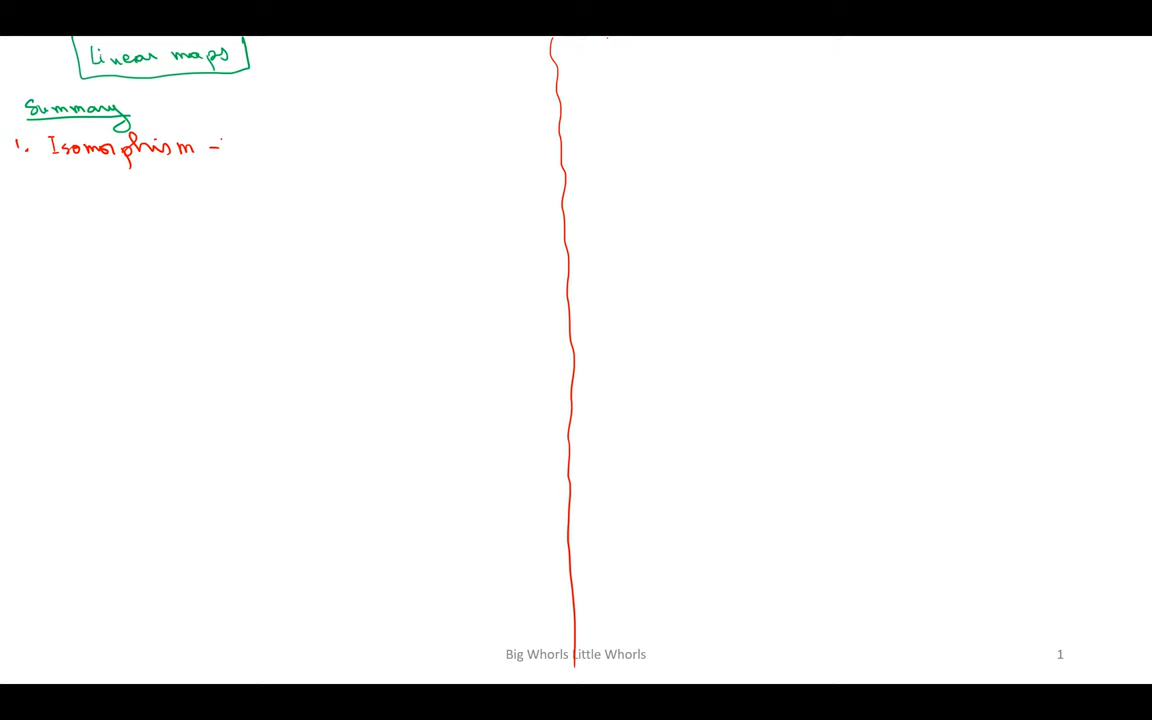 Linear maps
Summary
1. Isomorphism -
Big Whorls Little Whorls
1